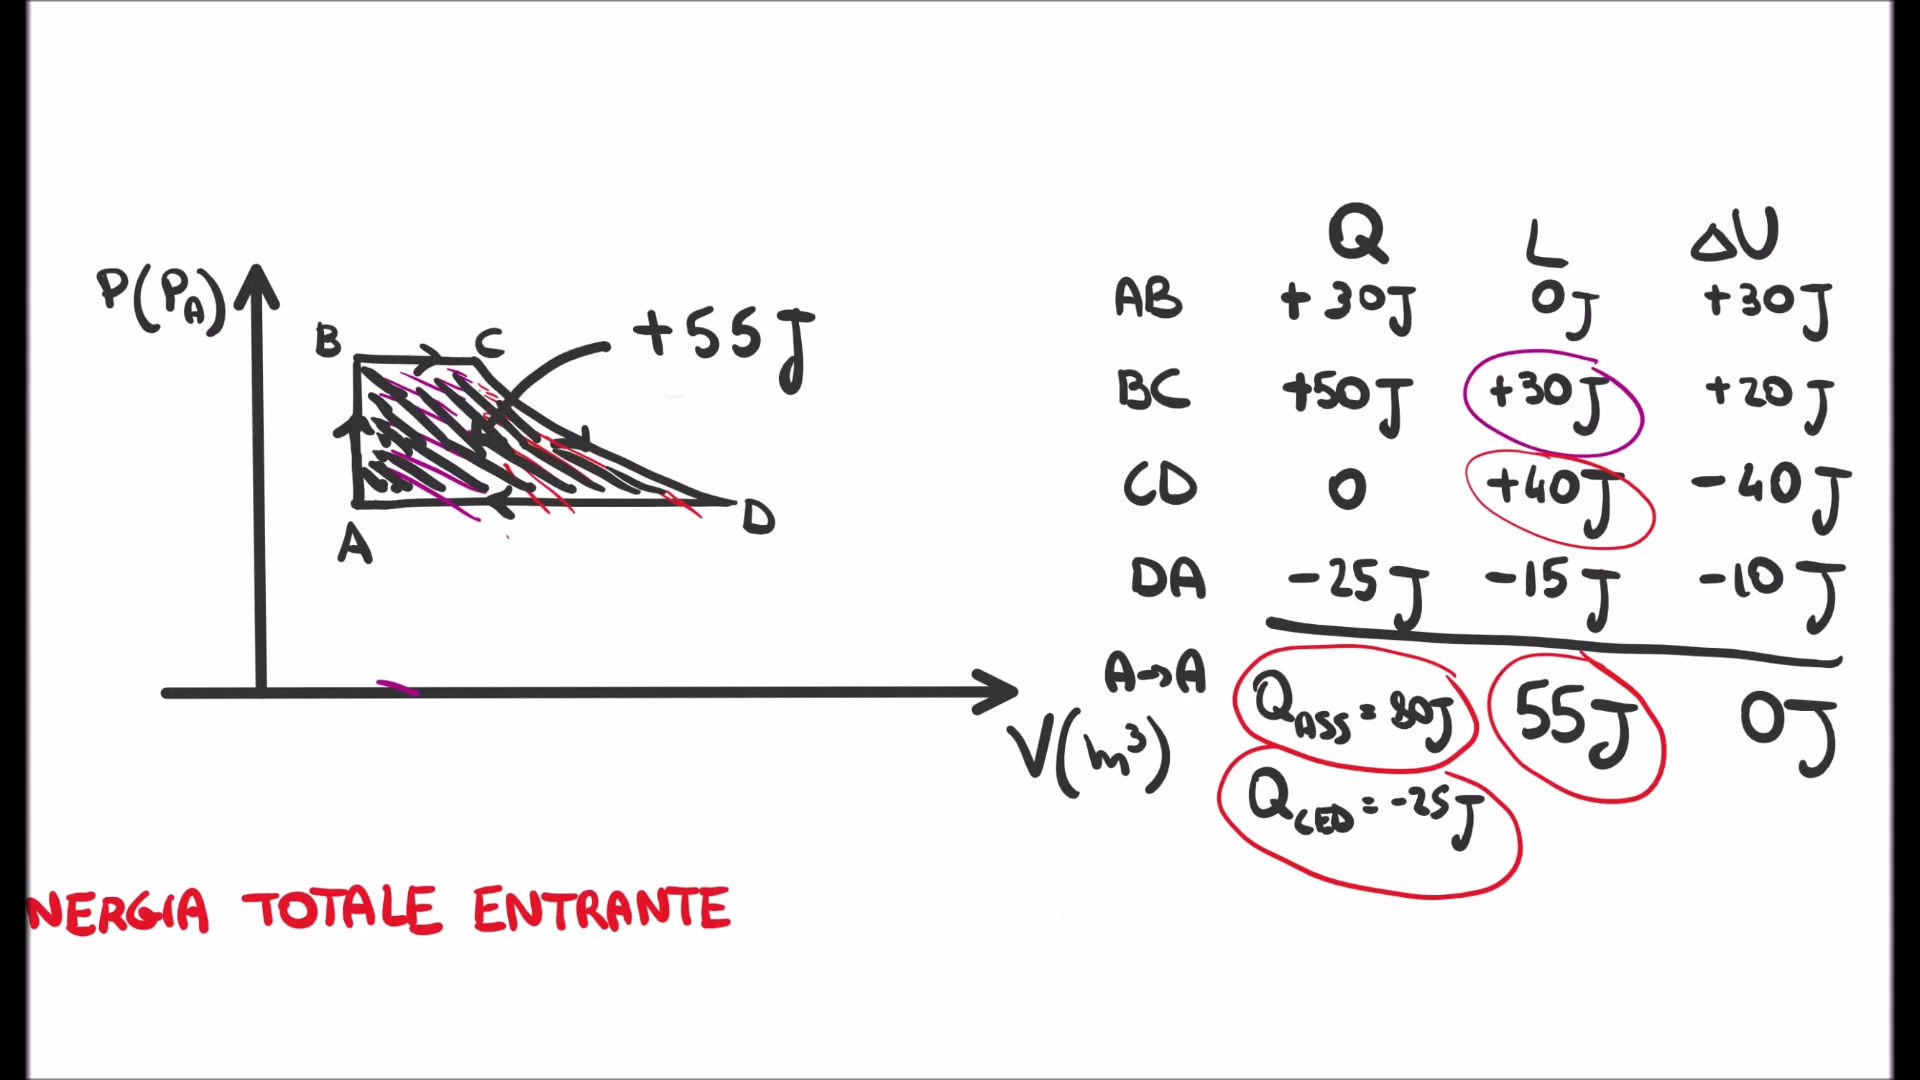 P(PA)
B
C
+55J
A
D
V(m³)
Q L ΔU
AB +30J 0J +30J
BC +50J +30J +20J
CD 0 +40J -40J
DA -25J -15J -10J
A→A QASS = 80J 55J 0J
QCED = -25J
NERGIA TOTALE ENTRANTE